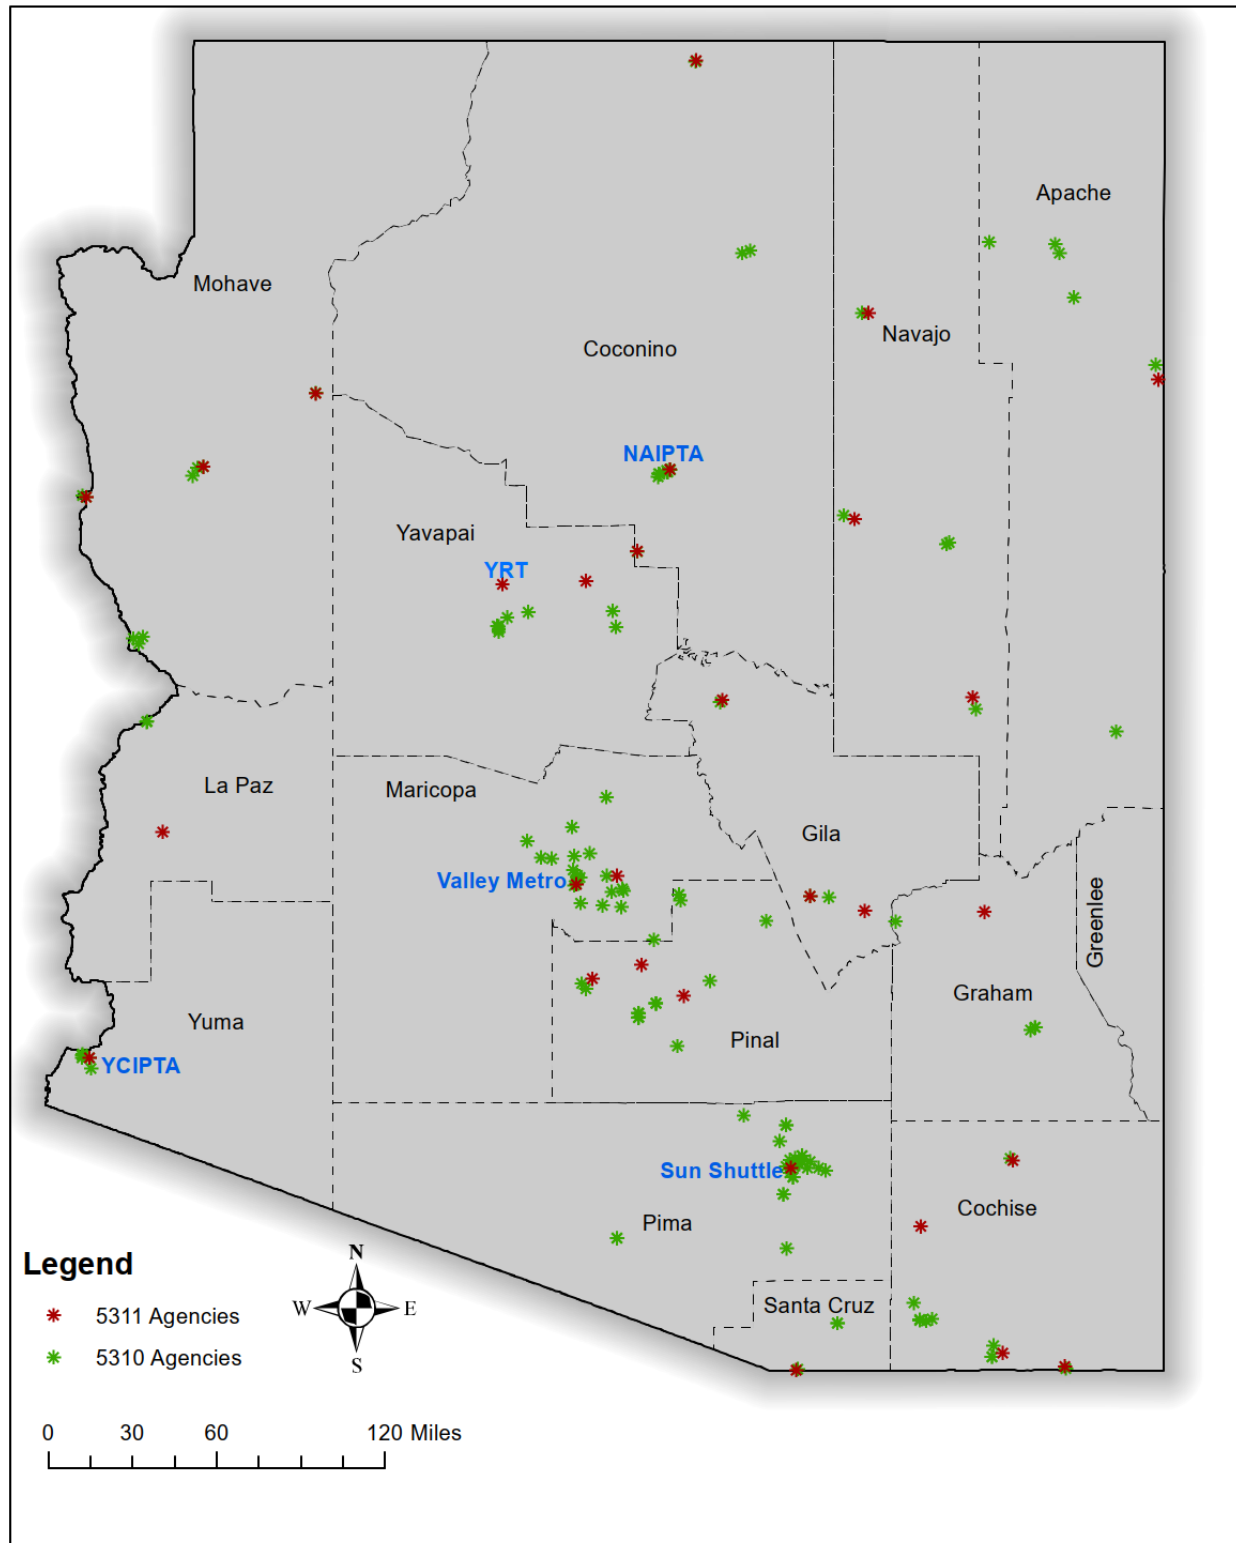 Apache
Mohave
Navajo
Coconino
NAIPTA
Yavapai
YRT
La Paz
Maricopa
Gila
Valley Metro
Greenlee
Graham
Yuma
Pinal
YCIPTA
Sun Shuttle
Cochise
Pima
Legend
N
W E
S
Santa Cruz
5311 Agencies
5310 Agencies
0 30 60 120 Miles